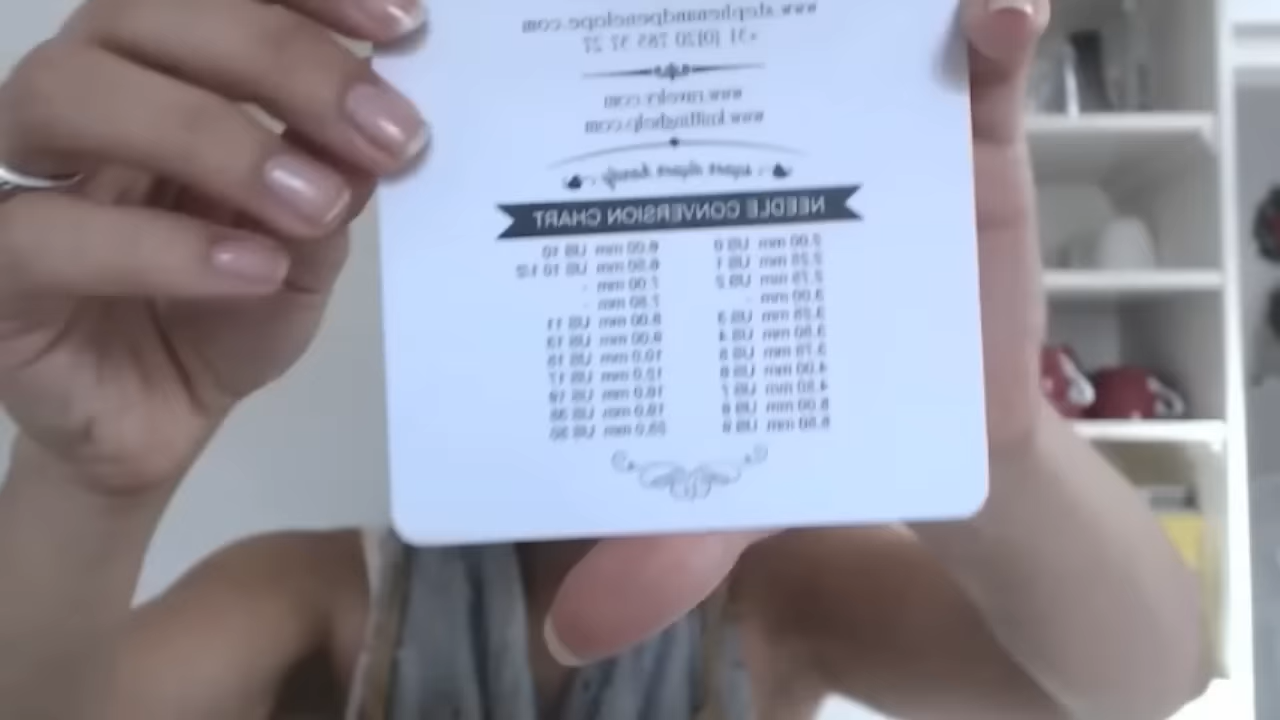 www.stephenandpenelope.com
+31 [0]20 785 37 27
www.ravelry.com
www.knittinghelp.com
super duper handy
NEEDLE CONVERSION CHART
2.00 mm US 0 6.00 mm US 10
2.25 mm US 1 6.50 mm US 10 1/2
2.75 mm US 2 7.00 mm -
3.00 mm - 7.50 mm -
3.25 mm US 3 8.00 mm US 11
3.50 mm US 4 9.00 mm US 13
3.75 mm US 5 10.0 mm US 15
4.00 mm US 6 12.0 mm US 17
4.50 mm US 7 16.0 mm US 19
5.00 mm US 8 19.0 mm US 35
5.50 mm US 9 25.0 mm US 50